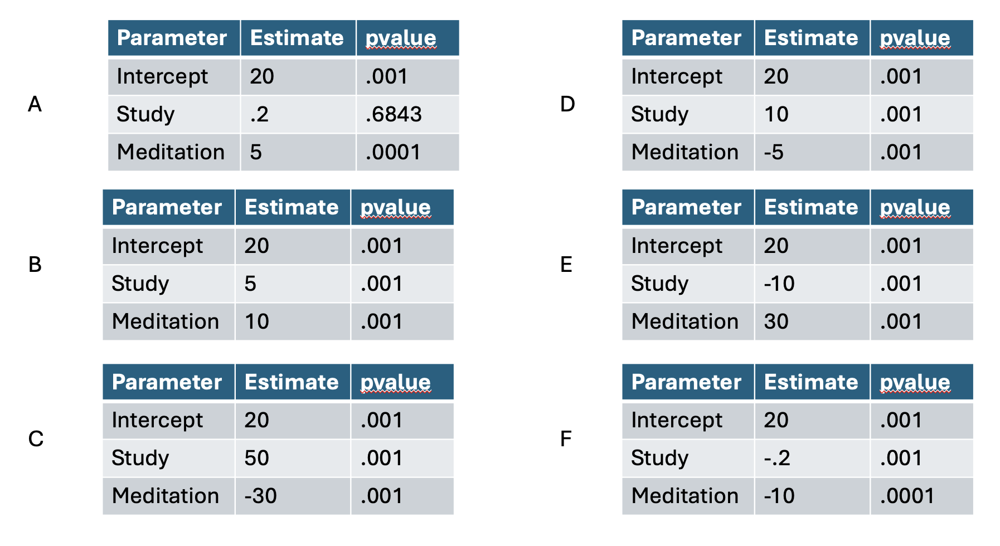 A
Parameter Estimate pvalue
Intercept 20 .001
Study .2 .6843
Meditation 5 .0001
B
Parameter Estimate pvalue
Intercept 20 .001
Study 5 .001
Meditation 10 .001
C
Parameter Estimate pvalue
Intercept 20 .001
Study 50 .001
Meditation -30 .001
D
Parameter Estimate pvalue
Intercept 20 .001
Study 10 .001
Meditation -5 .001
E
Parameter Estimate pvalue
Intercept 20 .001
Study -10 .001
Meditation 30 .001
F
Parameter Estimate pvalue
Intercept 20 .001
Study -.2 .001
Meditation -10 .0001